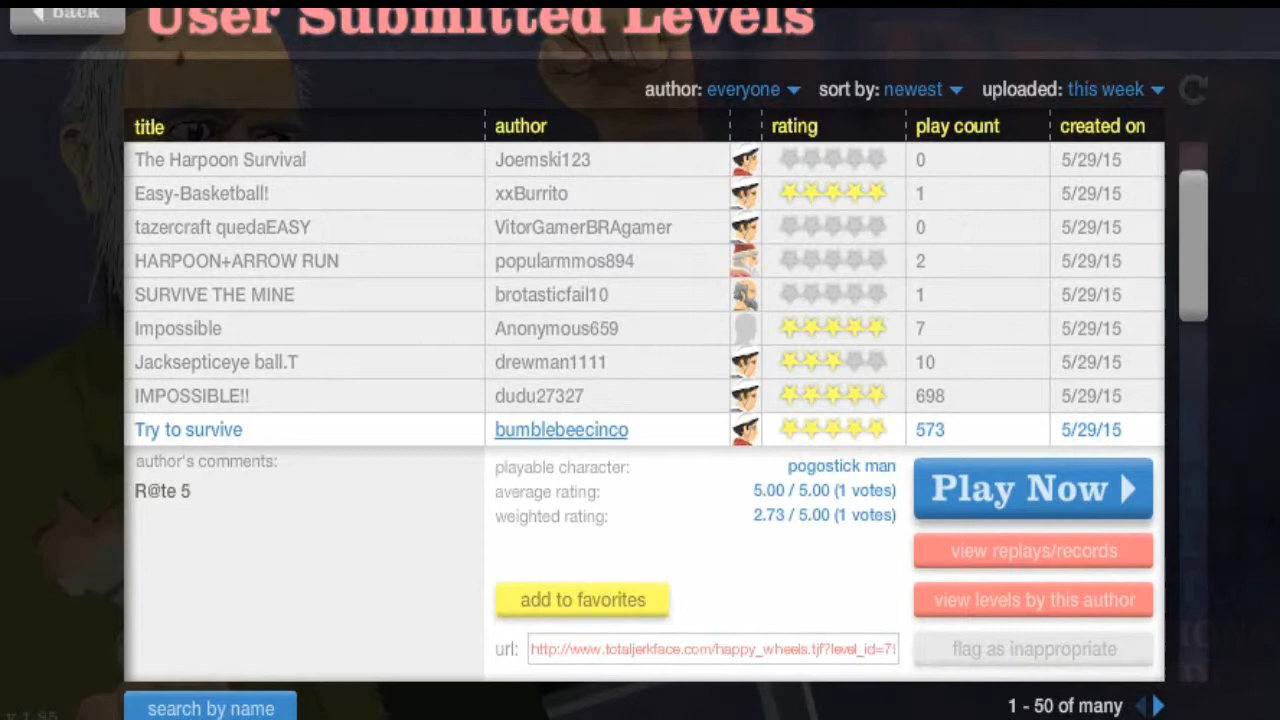 back
User Submitted Levels
author: everyone sort by: newest uploaded: this week
title author rating play count created on
The Harpoon Survival Joemski123 0 5/29/15
Easy-Basketball! xxBurrito 1 5/29/15
tazercraft quedaEASY VitorGamerBRAgamer 0 5/29/15
HARPOON+ARROW RUN popularmmos894 2 5/29/15
SURVIVE THE MINE brotasticfail10 1 5/29/15
Impossible Anonymous659 7 5/29/15
Jacksepticeye ball.T drewman1111 10 5/29/15
IMPOSSIBLE!! dudu27327 698 5/29/15
Try to survive bumblebeecinco 573 5/29/15
author's comments:
R@te 5
playable character: pogostick man
average rating: 5.00 / 5.00 (1 votes)
weighted rating: 2.73 / 5.00 (1 votes)
Play Now
view replays/records
add to favorites
view levels by this author
url: http://www.totaljerkface.com/happy_wheels.tjf?level_id=7
flag as inappropriate
search by name
1 - 50 of many